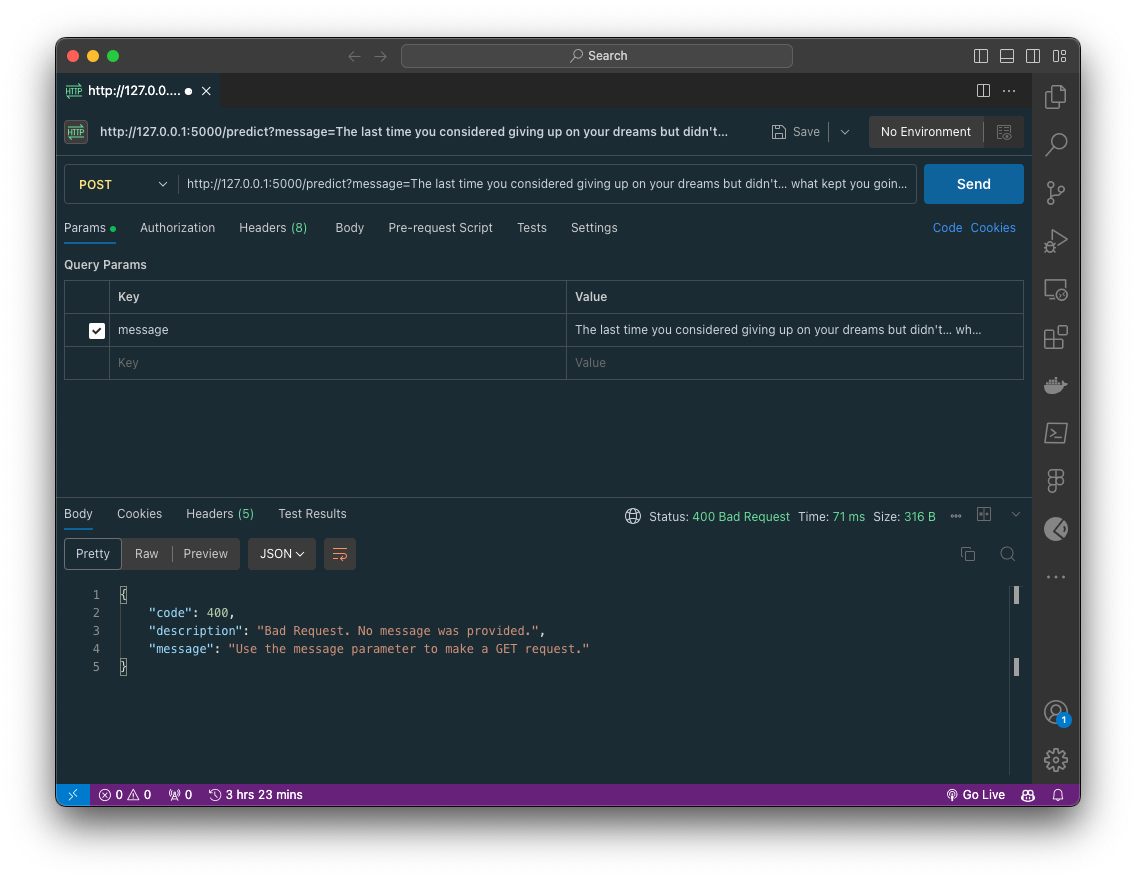 Search
HTTP http://127.0.0....
HTTP http://127.0.0.1:5000/predict?message=The last time you considered giving up on your dreams but didn't... Save No Environment
POST http://127.0.0.1:5000/predict?message=The last time you considered giving up on your dreams but didn't... what kept you goin... Send
Params Authorization Headers (8) Body Pre-request Script Tests Settings Code Cookies
Query Params
Key Value
message The last time you considered giving up on your dreams but didn't... wh...
Key Value
Body Cookies Headers (5) Test Results Status: 400 Bad Request Time: 71 ms Size: 316 B
Pretty Raw Preview JSON
1 {
2 "code": 400,
3 "description": "Bad Request. No message was provided.",
4 "message": "Use the message parameter to make a GET request."
5 }
1
0 0 0 3 hrs 23 mins Go Live